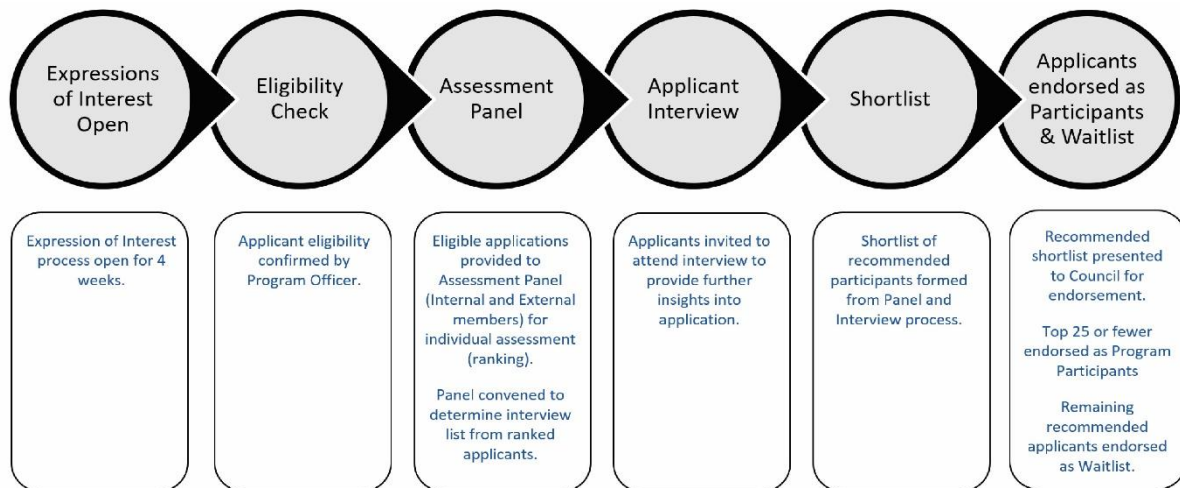 Expressions
of Interest
Open
Eligibility
Check
Assessment
Panel
Applicant
Interview
Shortlist
Applicants
endorsed as
Participants
& Waitlist
Expression of Interest
process open for 4
weeks.
Applicant eligibility
confirmed by
Program Officer.
Eligible applications
provided to
Assessment Panel
(Internal and External
members) for
individual assessment
(ranking).
Panel convened to
determine interview
list from ranked
applicants.
Applicants invited to
attend interview to
provide further
insights into
application.
Shortlist of
recommended
participants formed
from Panel and
Interview process.
Recommended
shortlist presented
to Council for
endorsement.
Top 25 or fewer
endorsed as Program
Participants
Remaining
recommended
applicants endorsed
as Waitlist.